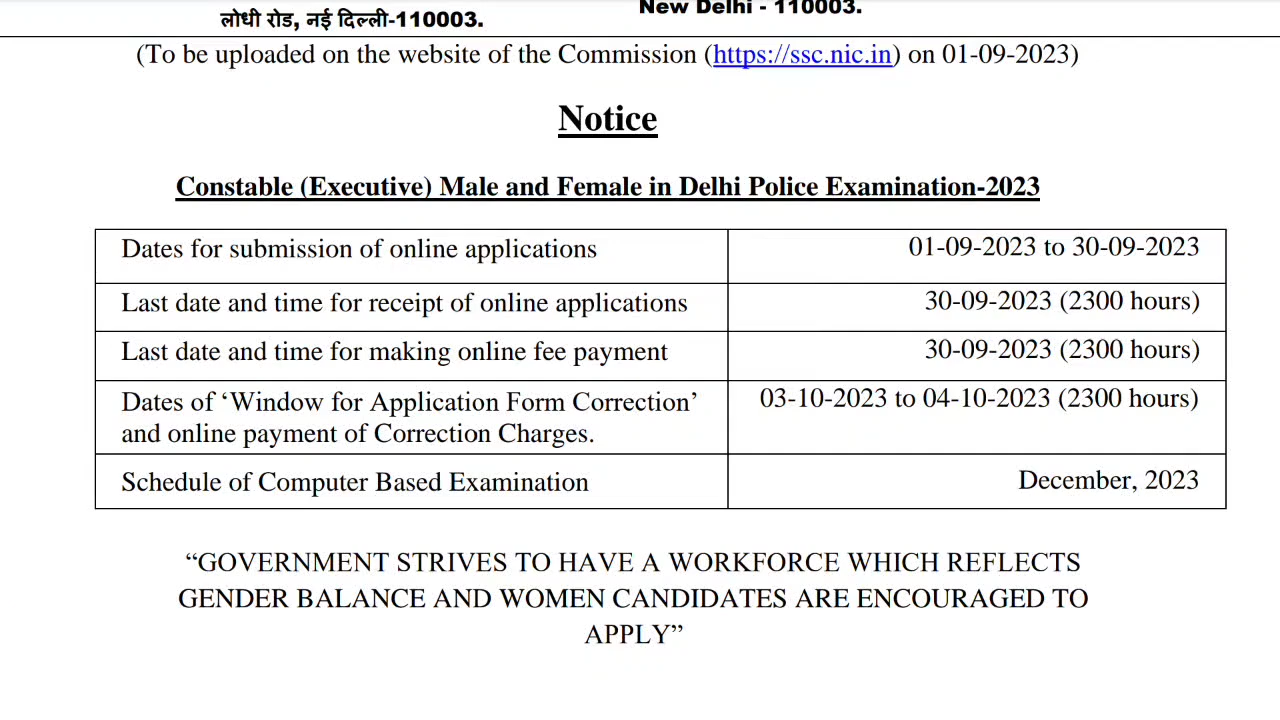 लोधी रोड, नई दिल्ली-110003.
New Delhi - 110003.
(To be uploaded on the website of the Commission (https://ssc.nic.in) on 01-09-2023)
Notice
Constable (Executive) Male and Female in Delhi Police Examination-2023
Dates for submission of online applications
01-09-2023 to 30-09-2023
Last date and time for receipt of online applications
30-09-2023 (2300 hours)
Last date and time for making online fee payment
30-09-2023 (2300 hours)
Dates of ‘Window for Application Form Correction’
and online payment of Correction Charges.
03-10-2023 to 04-10-2023 (2300 hours)
Schedule of Computer Based Examination
December, 2023
“GOVERNMENT STRIVES TO HAVE A WORKFORCE WHICH REFLECTS
GENDER BALANCE AND WOMEN CANDIDATES ARE ENCOURAGED TO
APPLY”